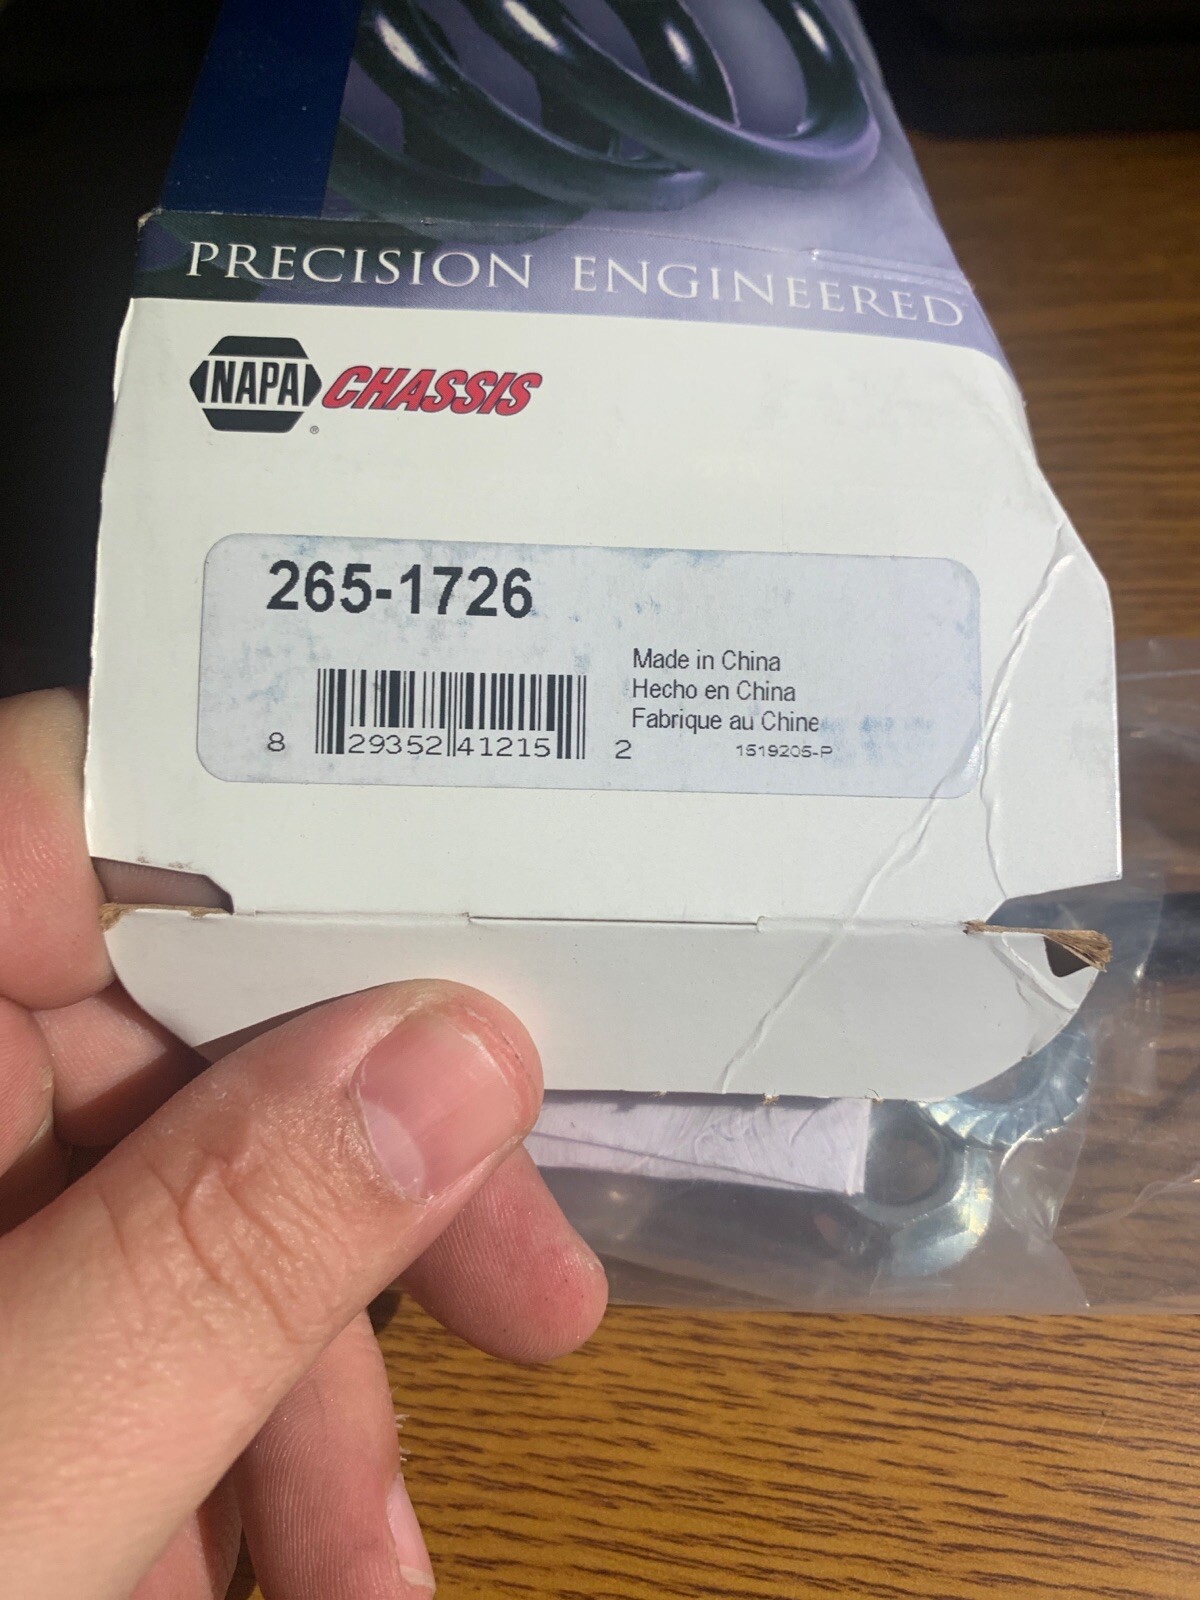 PRECISION ENGINEERED
NAPA CHASSIS
®
265-1726
Made in China
Hecho en China
Fabrique au Chine
8 29352 41215 2
1519205-P